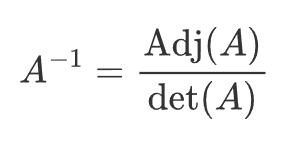 A⁻¹ = Adj(A) / det(A)